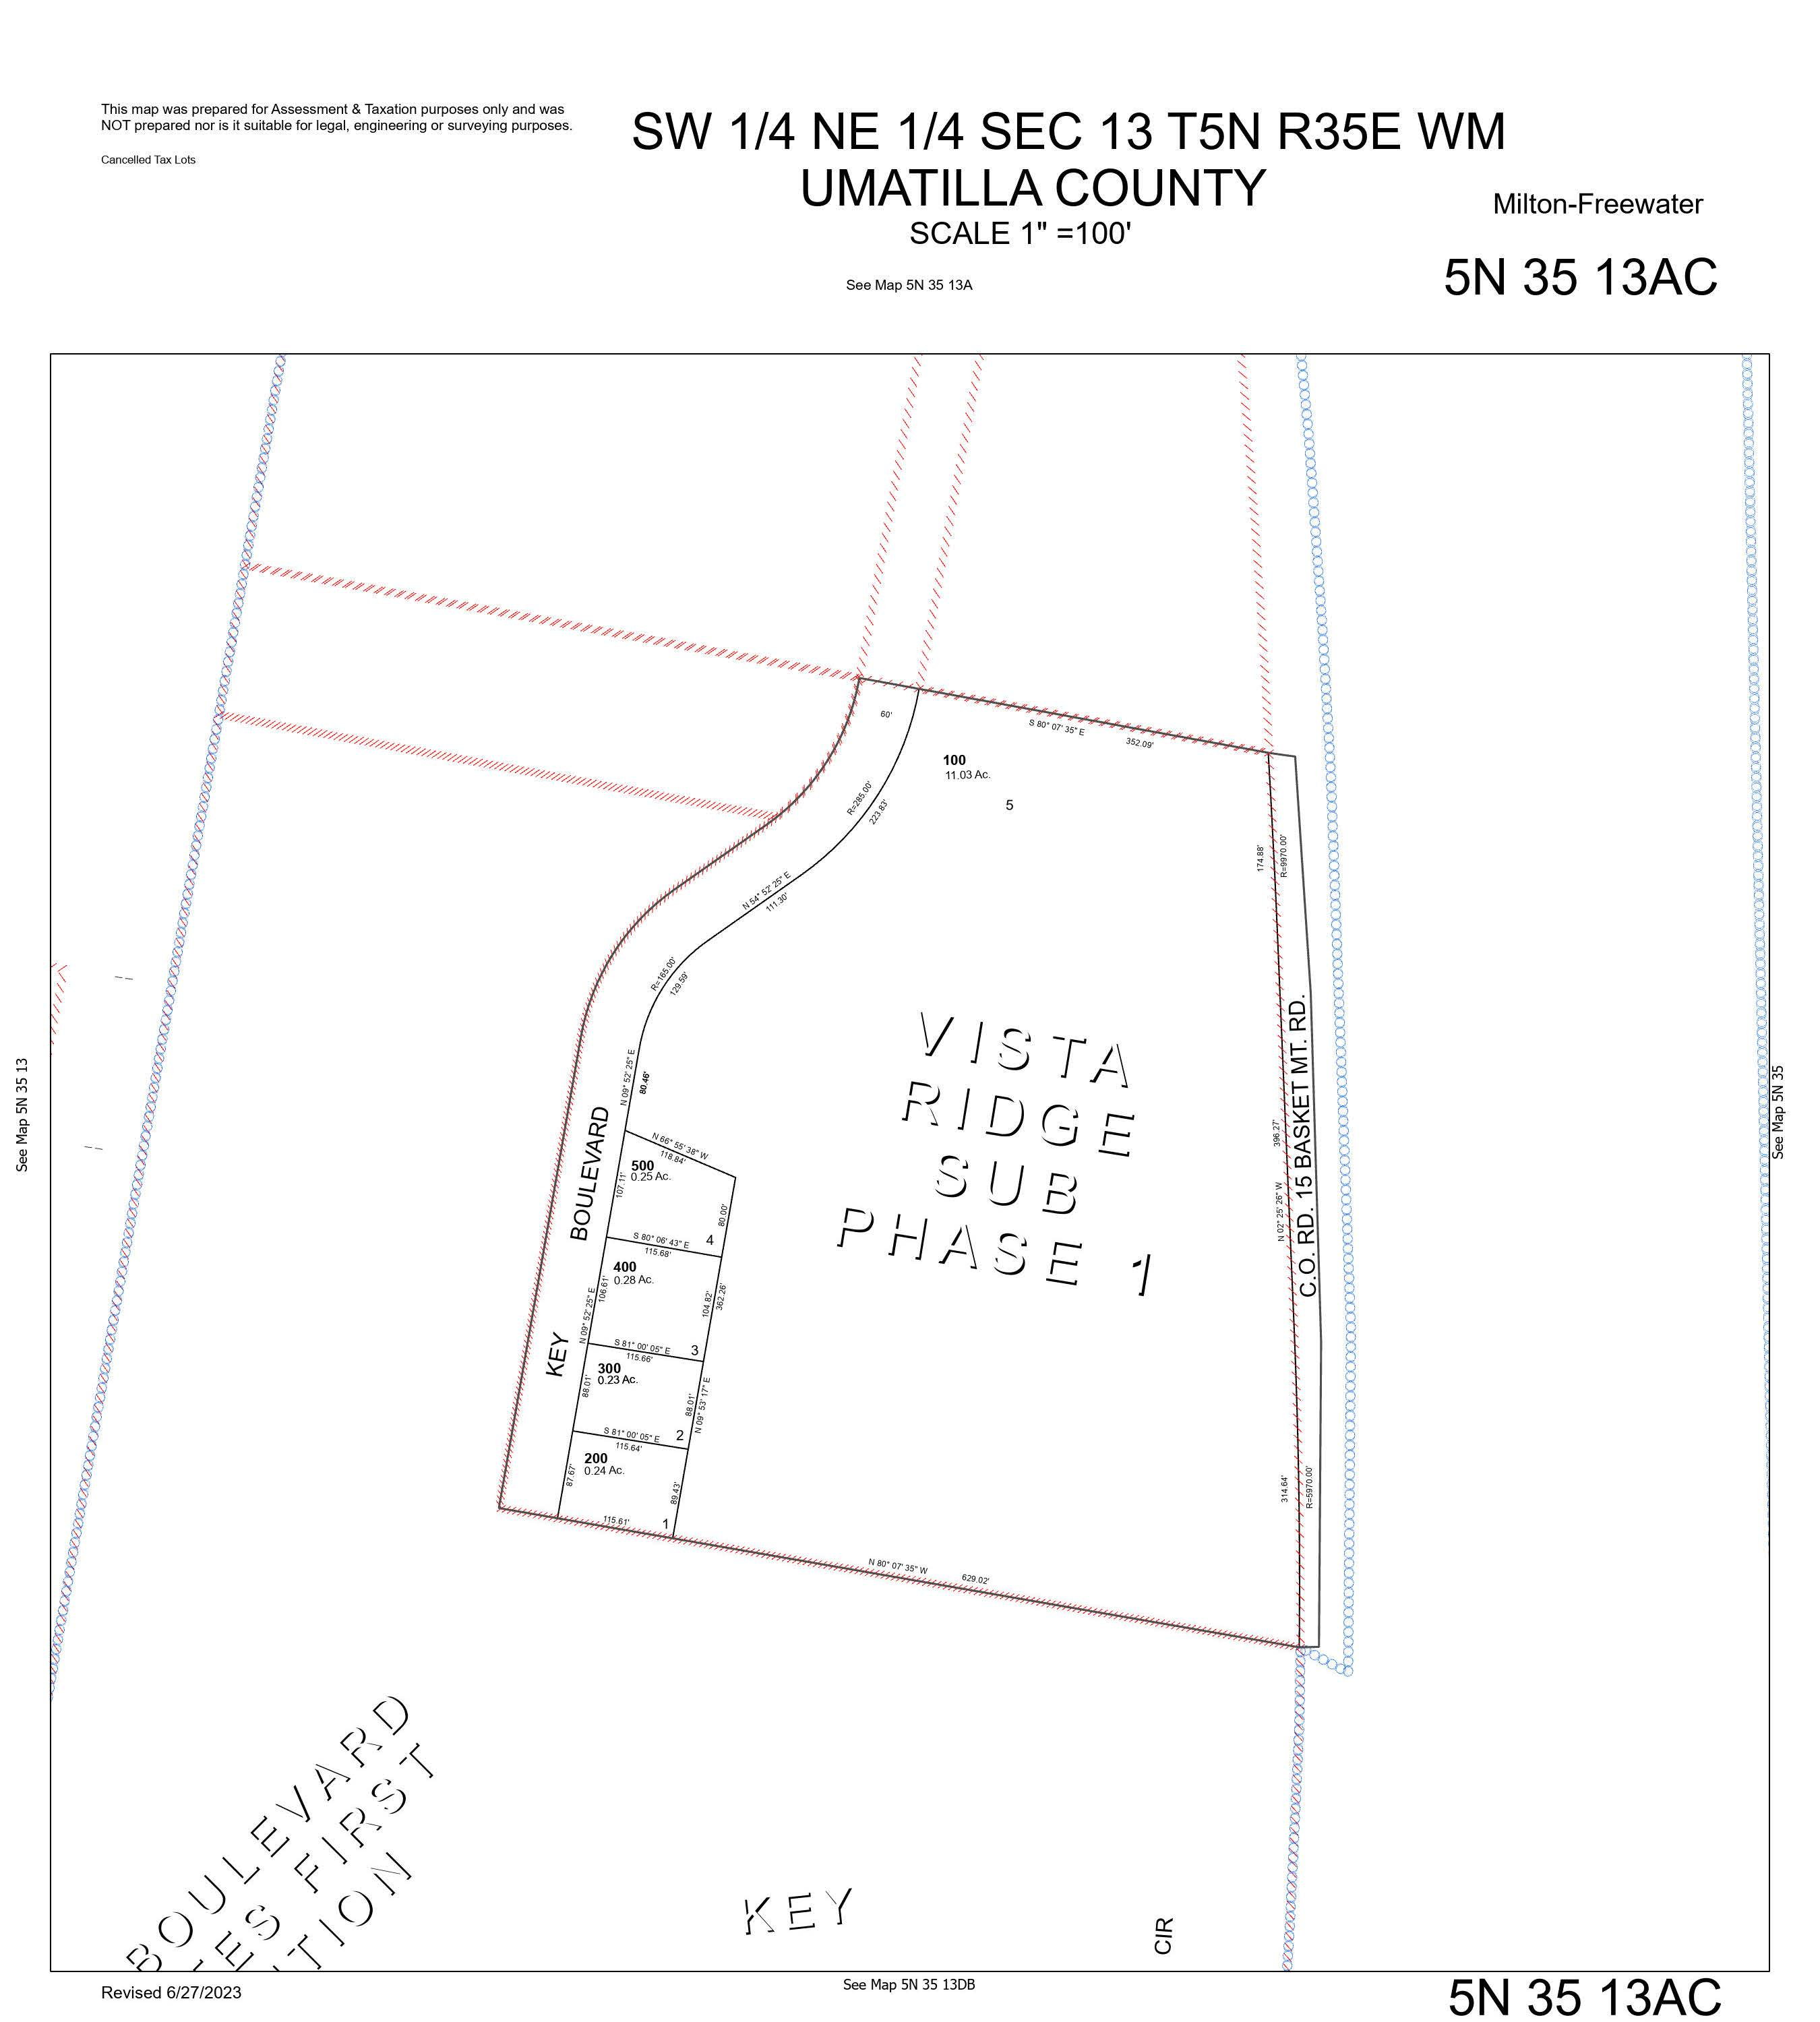 This map was prepared for Assessment & Taxation purposes only and was
NOT prepared nor is it suitable for legal, engineering or surveying purposes.
Cancelled Tax Lots
SW 1/4 NE 1/4 SEC 13 T5N R35E WM
UMATILLA COUNTY
SCALE 1" =100'
See Map 5N 35 13A
Milton-Freewater
5N 35 13AC
See Map 5N 35 13
See Map 5N 35
60'
S 80° 07' 35" E
352.09'
100
11.03 Ac.
5
R=285.00'
223.83'
174.88'
R=9970.00'
N 54° 52' 25" E
111.30'
R=165.00'
129.59'
N 09° 52' 25" E
80.46'
VISTA
RIDGE
SUB
PHASE 1
C.O. RD. 15 BASKET MT. RD.
396.27'
N 02° 25' 26" W
KEY BOULEVARD
N 66° 55' 38" W
118.84'
500
0.25 Ac.
107.11'
80.00'
4
S 80° 06' 43" E
115.68'
400
0.28 Ac.
106.61'
N 09° 52' 25" E
104.82'
362.26'
3
S 81° 00' 05" E
115.66'
300
0.23 Ac.
88.01'
88.01'
N 09° 53' 17" E
2
S 81° 00' 05" E
115.64'
200
0.24 Ac.
87.67'
89.43'
1
115.61'
314.64'
R=5970.00'
N 80° 07' 35" W
629.02'
BOULEVARD
ES FIRST
TION
KEY
CIR
Revised 6/27/2023
See Map 5N 35 13DB
5N 35 13AC